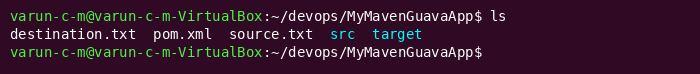 varun-c-m@varun-c-m-VirtualBox:~/devops/MyMavenGuavaApp$ ls
destination.txt  pom.xml  source.txt  src  target
varun-c-m@varun-c-m-VirtualBox:~/devops/MyMavenGuavaApp$